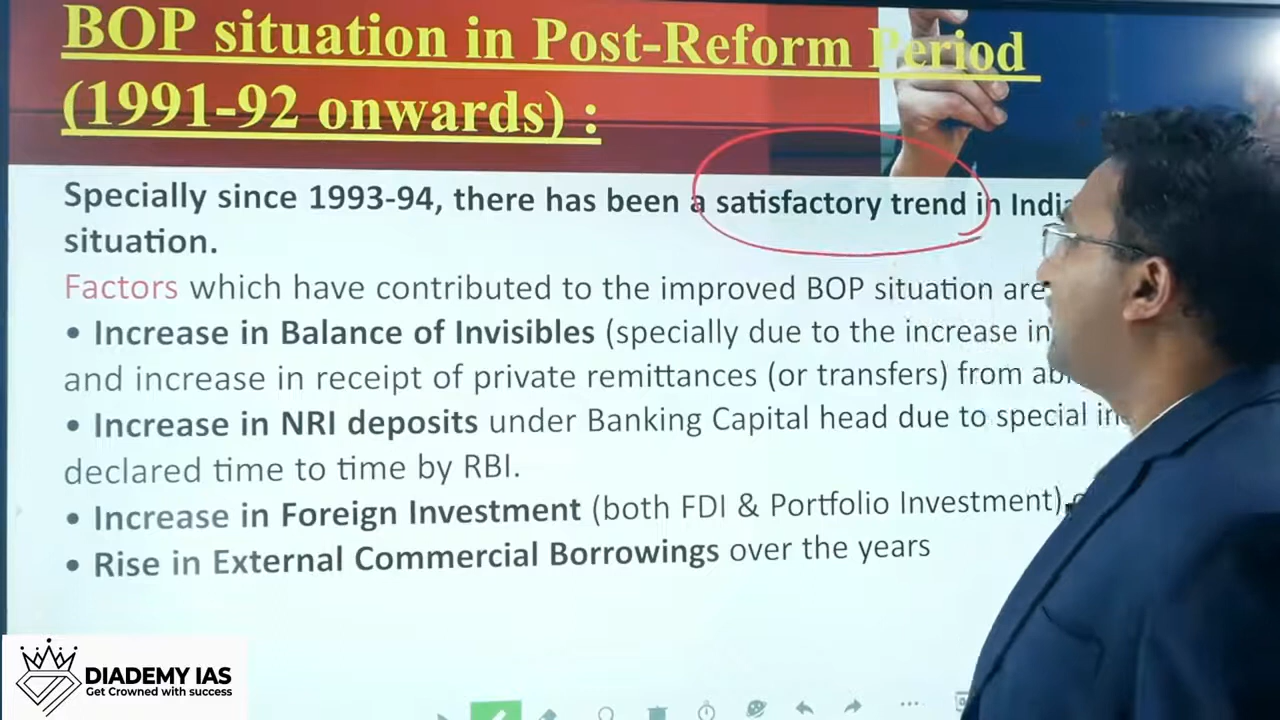 BOP situation in Post-Reform Period
(1991-92 onwards) :
Specially since 1993-94, there has been a satisfactory trend in India
situation.
Factors which have contributed to the improved BOP situation are
• Increase in Balance of Invisibles (specially due to the increase in
and increase in receipt of private remittances (or transfers) from
• Increase in NRI deposits under Banking Capital head due to special
declared time to time by RBI.
• Increase in Foreign Investment (both FDI & Portfolio Investment),
• Rise in External Commercial Borrowings over the years
DIADEMY IAS
Get Crowned with success